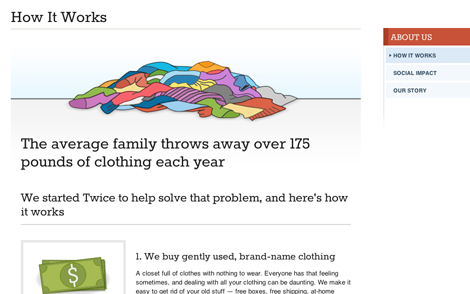 How It Works
ABOUT US
HOW IT WORKS
SOCIAL IMPACT
OUR STORY
The average family throws away over 175
pounds of clothing each year
We started Twice to help solve that problem, and here's how
it works
$
1. We buy gently used, brand-name clothing
A closet full of clothes with nothing to wear. Everyone has that feeling
sometimes, and dealing with all your clothing can be daunting. We make it
easy to get rid of your old stuff — free boxes, free shipping, at-home